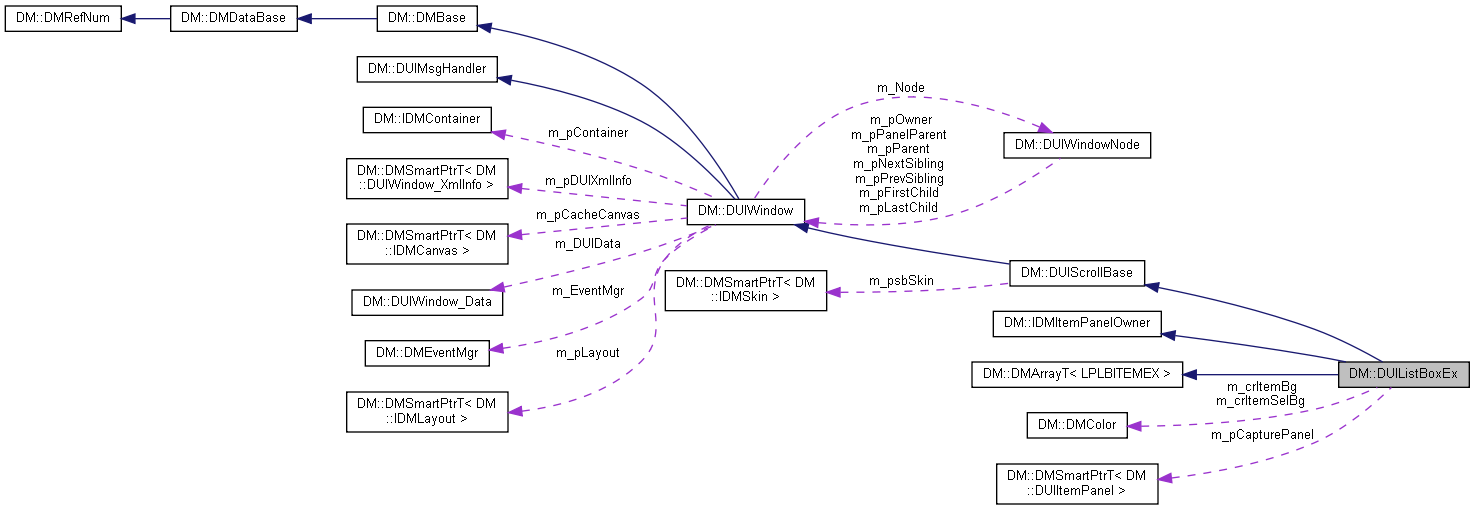 DM::DMRefNum
DM::DMDataBase
DM::DMBase
DM::DUIMsgHandler
DM::IDMContainer
m_pContainer
DM::DMSmartPtrT< DM
::DUIWindow_XmlInfo >
m_pDUIXmlInfo
m_pCacheCanvas
DM::DMSmartPtrT< DM
::IDMCanvas >
m_DUIData
DM::DUIWindow_Data
m_EventMgr
DM::DMEventMgr
m_pLayout
DM::DMSmartPtrT< DM
::IDMLayout >
DM::DUIWindow
m_Node
m_pOwner
m_pPanelParent
m_pParent
m_pNextSibling
m_pPrevSibling
m_pFirstChild
m_pLastChild
DM::DUIWindowNode
DM::DMSmartPtrT< DM
::IDMSkin >
m_psbSkin
DM::DUIScrollBase
DM::IDMItemPanelOwner
DM::DMArrayT< LPLBITEMEX >
DM::DUIListBoxEx
m_crItemBg
m_crItemSelBg
DM::DMColor
m_pCapturePanel
DM::DMSmartPtrT< DM
::DUIItemPanel >